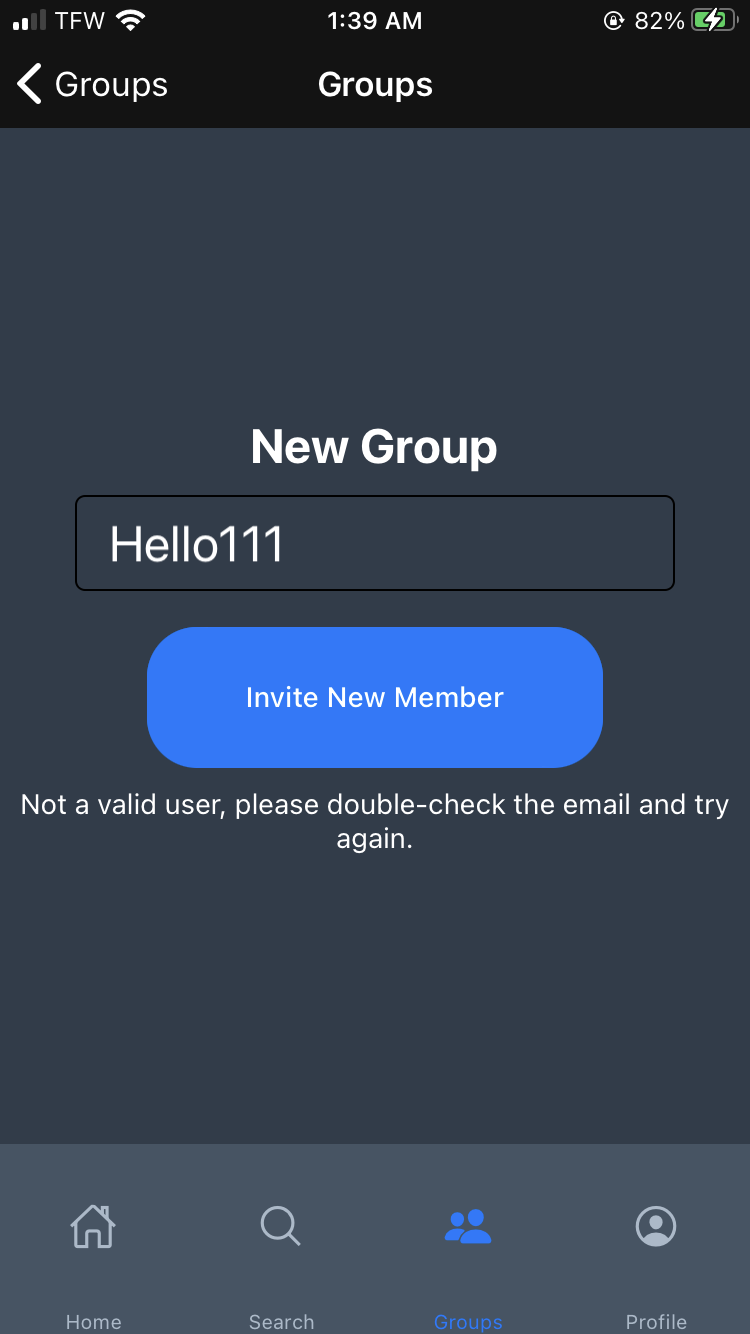 TFW 1:39 AM 82%
Groups Groups
New Group
Hello111
Invite New Member
Not a valid user, please double-check the email and try
again.
Home Search Groups Profile